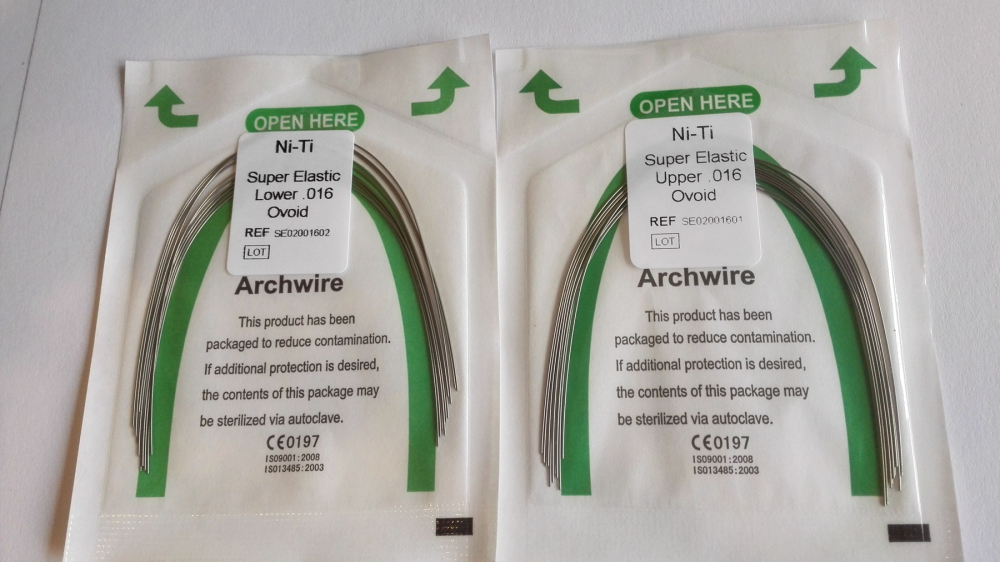 OPEN HERE
Ni-Ti
Super Elastic
Lower .016
Ovoid
REF SE02001602
LOT
Archwire
This product has been
packaged to reduce contamination.
If additional protection is desired,
the contents of this package may
be sterilized via autoclave.
CE0197
ISO9001:2008
ISO13485:2003
OPEN HERE
Ni-Ti
Super Elastic
Upper .016
Ovoid
REF SE02001601
LOT
Archwire
This product has been
packaged to reduce contamination.
If additional protection is desired,
the contents of this package may
be sterilized via autoclave.
CE0197
ISO9001:2008
ISO13485:2003